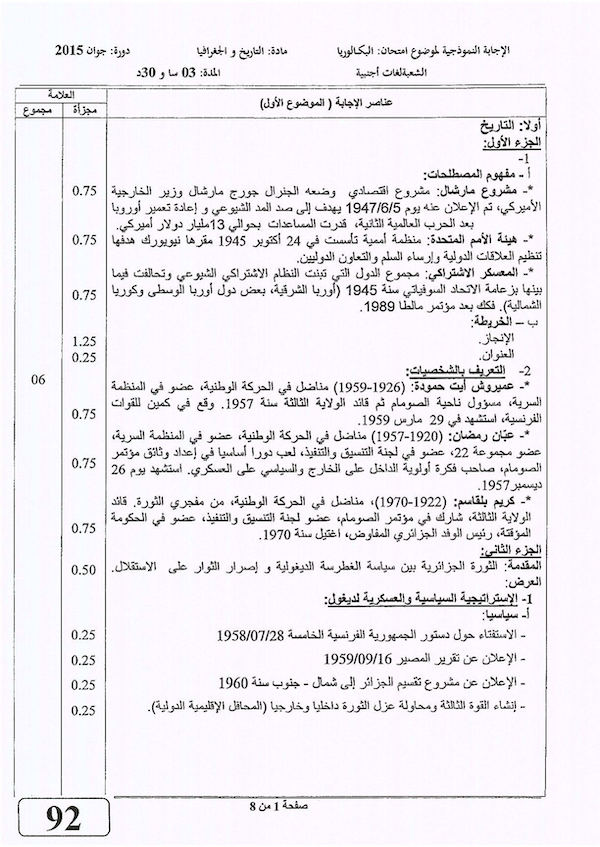 الإجابة النموذجية لموضوع امتحان: البكالوريا مادة: التاريخ و الجغرافيا دورة: جوان 2015
الشعبة لغات أجنبية المدة: 03 سا و 30د
عناصر الإجابة ( الموضوع الأول) العلامة
مجزأة مجموع
أولا: التاريخ
الجزء الأول:
1-
أ - مفهوم المصطلحات:
*- مشروع مارشال: مشروع اقتصادي وضعه الجنرال جورج مارشال وزير الخارجية 0.75
الأميركي، تم الإعلان عنه يوم 1947/6/5 يهدف إلى صد المد الشيوعي و إعادة تعمير أوروبا
بعد الحرب العالمية الثانية، قدرت المساعدات بحوالي 13مليار دولار أميركي.
*- هيئة الأمم المتحدة: منظمة أممية تأسست في 24 أكتوبر 1945 مقرها نيويورك هدفها 0.75
تنظيم العلاقات الدولية وإرساء السلم والتعاون الدوليين.
*- المعسكر الاشتراكي: مجموع الدول التي تبنت النظام الاشتراكي الشيوعي وتحالفت فيما
بينها بزعامة الاتحاد السوفياتي سنة 1945 (أوربا الشرقية، بعض دول أوربا الوسطى وكوريا 0.75
الشمالية). فكك بعد مؤتمر مالطا 1989.
ب – الخريطة:
الإنجاز. 1.25
العنوان. 0.25
2- التعريف بالشخصيات: 06
*- عميروش أيت حمودة: (1926-1959) مناضل في الحركة الوطنية، عضو في المنظمة
السرية، مسؤول ناحية الصومام ثم قائد الولاية الثالثة سنة 1957. وقع في كمين للقوات 0.75
الفرنسية، استشهد في 29 مارس 1959.
*- عبّان رمضان: (1920-1957) مناضل في الحركة الوطنية، عضو في المنظمة السرية،
عضو مجموعة 22، عضو في لجنة التنسيق والتنفيذ، لعب دورا أساسيا في إعداد وثائق مؤتمر 0.75
الصومام، صاحب فكرة أولوية الداخل على الخارج والسياسي على العسكري. استشهد يوم 26
ديسمبر1957.
*- كريم بلقاسم: (1922-1970)، مناضل في الحركة الوطنية، من مفجري الثورة. قائد
الولاية الثالثة، شارك في مؤتمر الصومام، عضو لجنة التنسيق والتنفيذ، عضو في الحكومة 0.75
المؤقتة، رئيس الوفد الجزائري المفاوض، اغتيل سنة 1970.
الجزء الثاني:
المقدمة: الثورة الجزائرية بين سياسة الغطرسة الديغولية و إصرار الثوار على الاستقلال. 0.50
العرض:
1- الإستراتيجية السياسية والعسكرية لديغول:
أ- سياسيا:
- الاستفتاء حول دستور الجمهورية الفرنسية الخامسة 1958/07/28 0.25
- الإعلان عن تقرير المصير 1959/09/16 0.25
- الإعلان عن مشروع تقسيم الجزائر إلى شمال - جنوب سنة 1960 0.25
- إنشاء القوة الثالثة ومحاولة عزل الثورة داخليا وخارجيا (المحافل الإقليمية الدولية). 0.25
صفحة 1 من 8
92